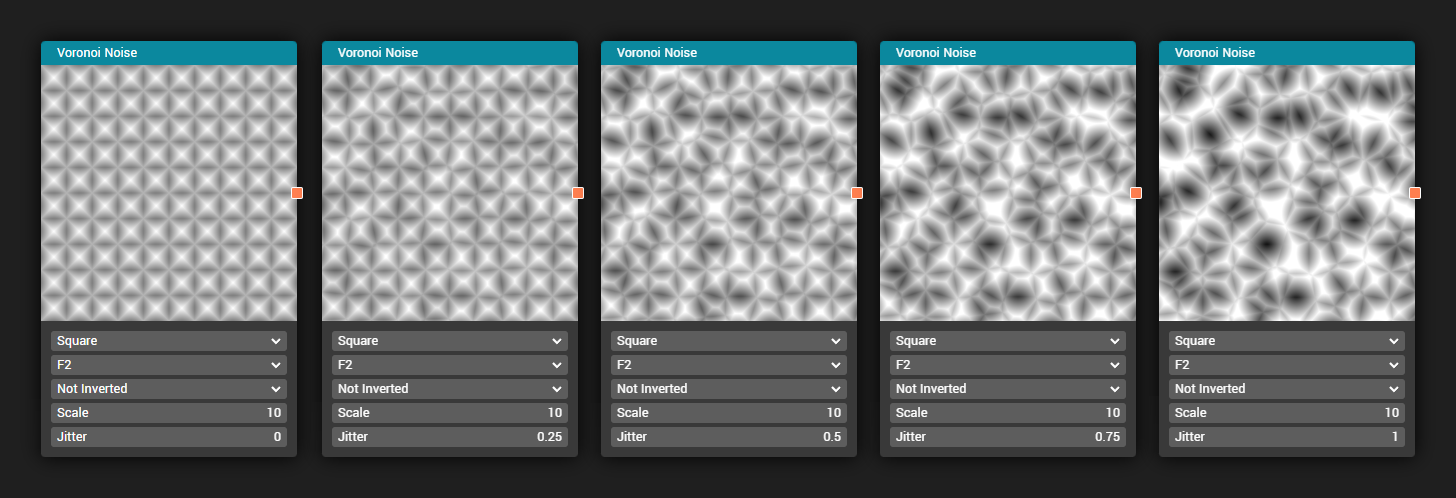 Voronoi Noise
Square
F2
Not Inverted
Scale 10
Jitter 0
Voronoi Noise
Square
F2
Not Inverted
Scale 10
Jitter 0.25
Voronoi Noise
Square
F2
Not Inverted
Scale 10
Jitter 0.5
Voronoi Noise
Square
F2
Not Inverted
Scale 10
Jitter 0.75
Voronoi Noise
Square
F2
Not Inverted
Scale 10
Jitter 1